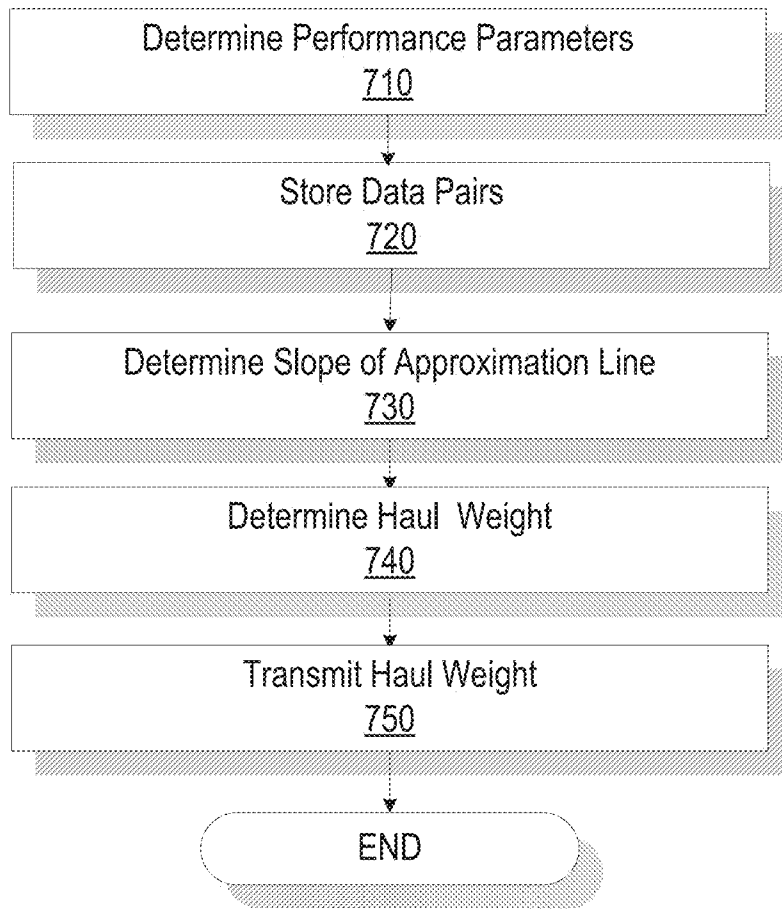 Determine Performance Parameters
710
Store Data Pairs
720
Determine Slope of Approximation Line
730
Determine Haul Weight
740
Transmit Haul Weight
750
END